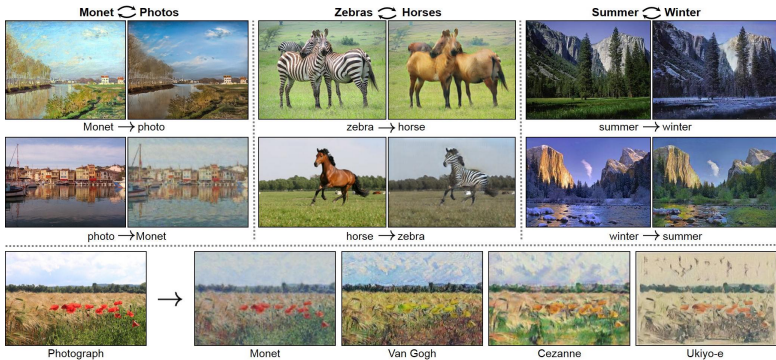 Monet ⇄ Photos
Zebras ⇄ Horses
Summer ⇄ Winter
Monet → photo
zebra → horse
summer → winter
photo → Monet
horse → zebra
winter → summer
Photograph
Monet
Van Gogh
Cezanne
Ukiyo-e